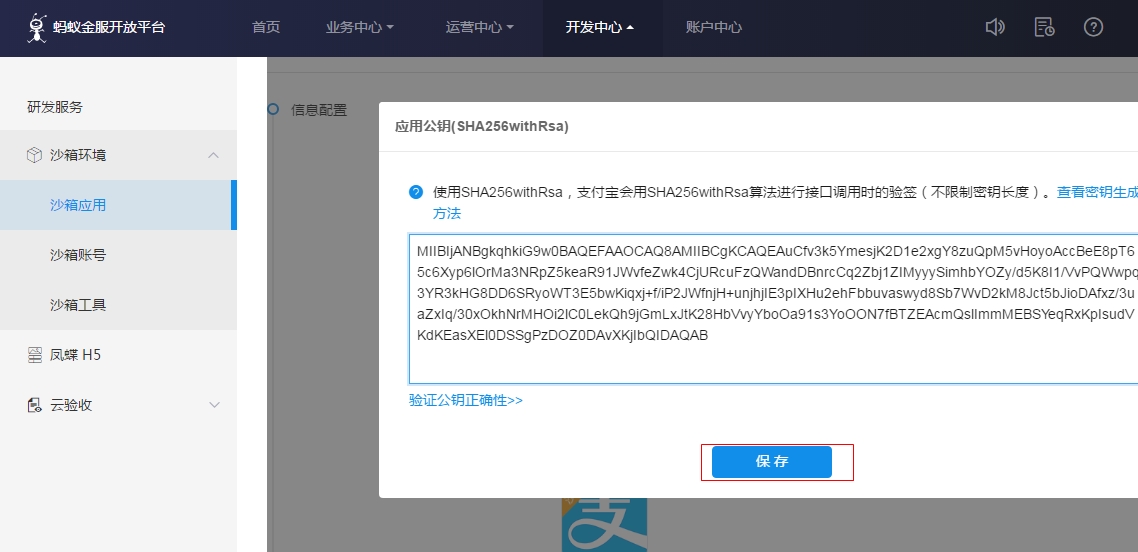 蚂蚁金服开放平台 首页 业务中心 运营中心 开发中心 账户中心
研发服务
沙箱环境
沙箱应用
沙箱账号
沙箱工具
凤蝶 H5
云验收
信息配置
应用公钥(SHA256withRsa)
使用SHA256withRsa，支付宝会用SHA256withRsa算法进行接口调用时的验签（不限制密钥长度）。查看密钥生成
方法
MIIBIjANBgkqhkiG9w0BAQEFAAOCAQ8AMIIBCgKCAQEAuCfv3k5YmesjK2D1e2xgY8zuQpM5vHoyoAccBeE8pT6
5c6Xyp6IOrMa3NRpZ5keaR91JWvfeZwk4CjURcuFzQWandDBnrcCq2Zbj1ZIMyyySimhbYOZy/d5K8I1/VvPQWwpq
3YR3kHG8DD6SRyoWT3E5bwKiqxj+f/iP2JWfnjH+unjhjIE3pIXHu2ehFbbuvaswyd8Sb7WvD2kM8Jct5bJioDAfxz/3u
aZxIq/30xOkhNrMHOi2IC0LekQh9jGmLxJtK28HbVvyYboOa91s3YoOON7fBTZEAcmQsIlmmMEBSYeqRxKpIsudV
KdKEasXEl0DSSgPzDOZ0DAvXKjIbQIDAQAB
验证公钥正确性>>
保 存
支